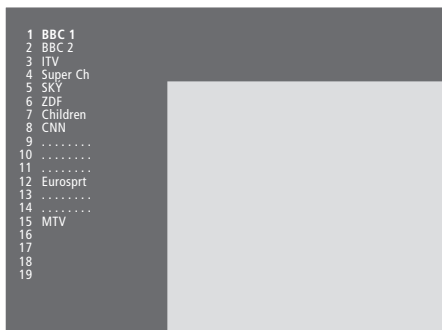 1 BBC 1
2 BBC 2
3 ITV
4 Super Ch
5 SKY
6 ZDF
7 Children
8 CNN
9 . . . . . . . .
10 . . . . . . . .
11 . . . . . . . .
12 Eurosprt
13 . . . . . . . .
14 . . . . . . . .
15 MTV
16
17
18
19